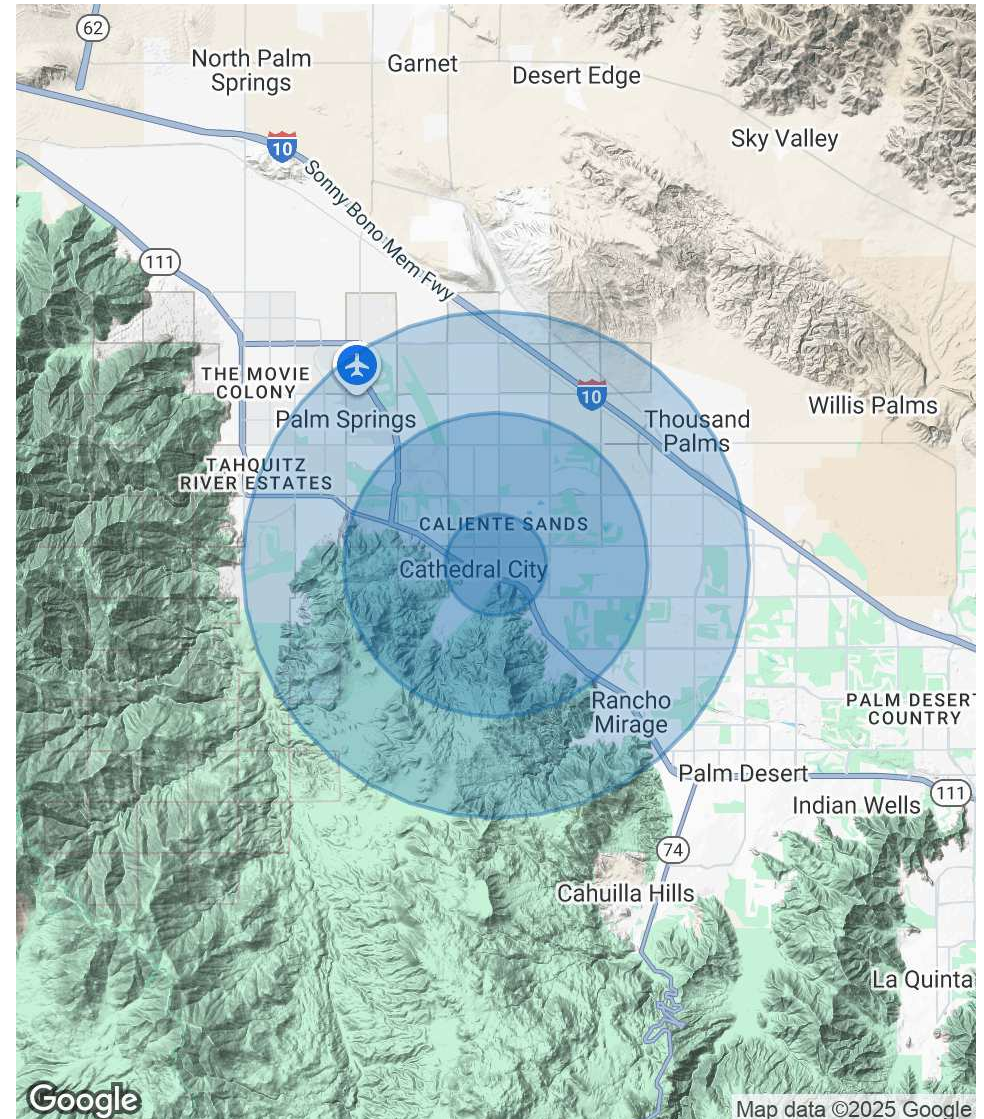 62
North Palm
Springs
Garnet
Desert Edge
Sky Valley
10
Sonny Bono Mem Fwy
111
THE MOVIE
COLONY
10
Palm Springs
Thousand
Palms
Willis Palms
TAHQUITZ
RIVER ESTATES
CALIENTE SANDS
Cathedral City
Rancho
Mirage
PALM DESERT
COUNTRY
Palm Desert
111
Indian Wells
74
Cahuilla Hills
La Quinta
Google
Map data ©2025 Google